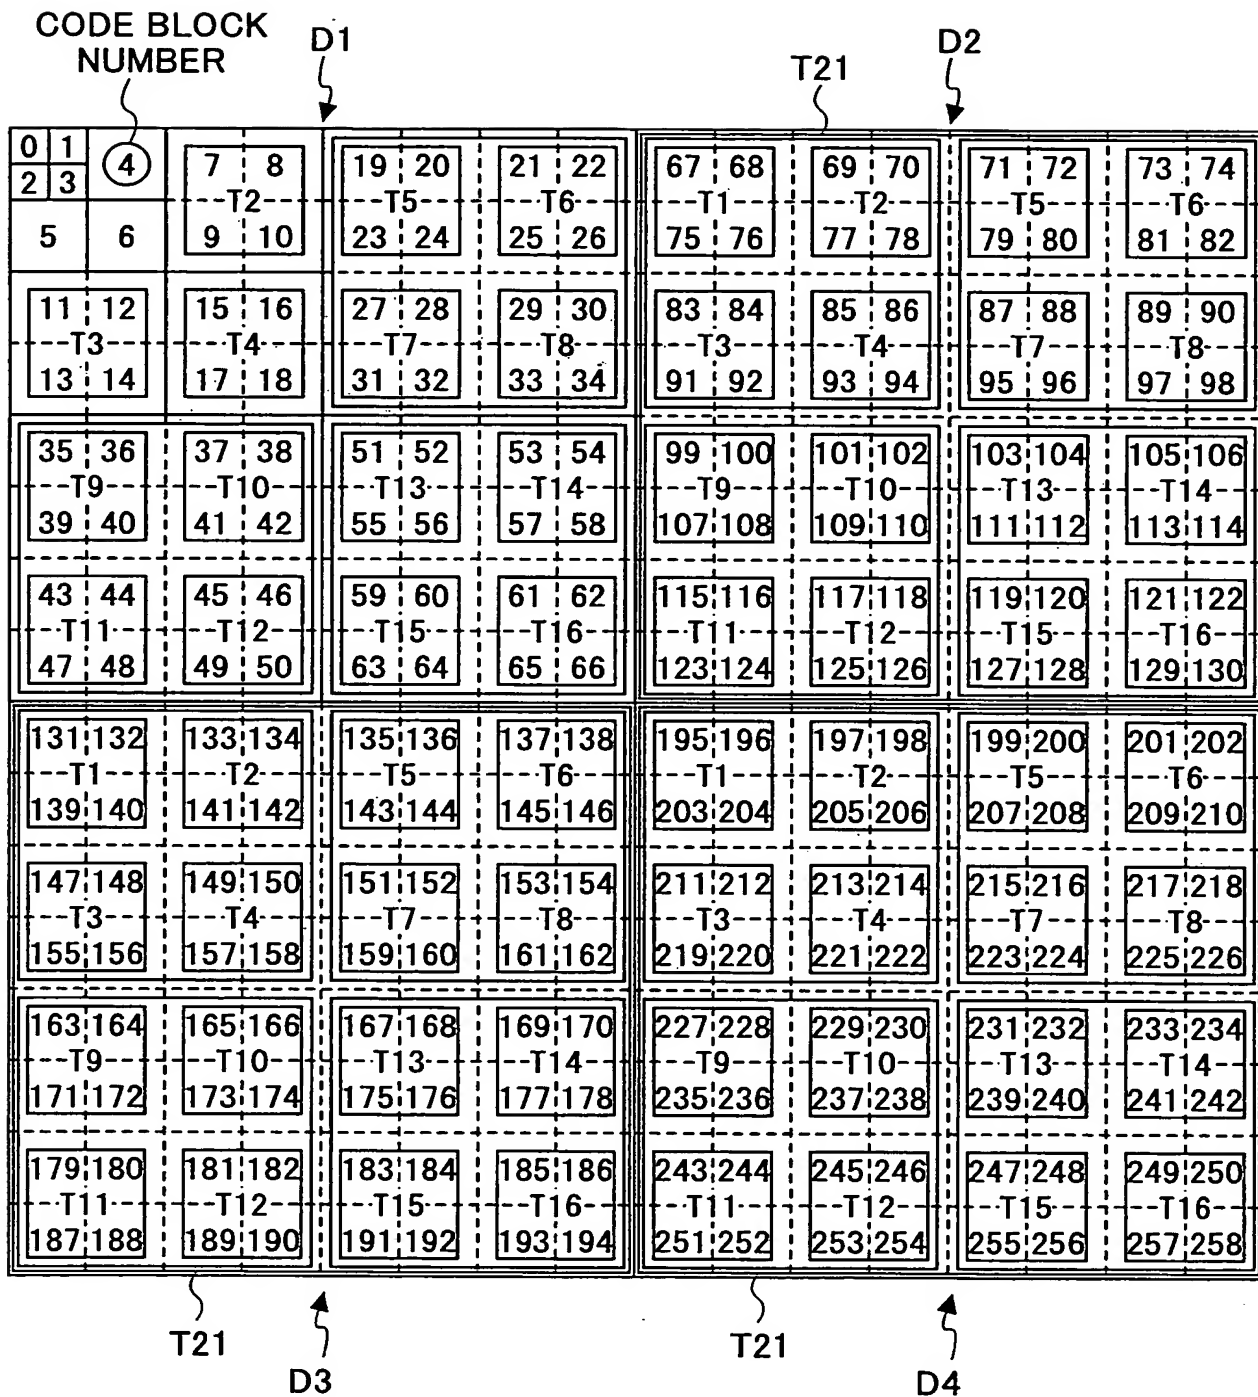 CODE BLOCK
NUMBER
D1
D2
T21
0 1 4 7 8 19 20 21 22 67 68 69 70 71 72 73 74
2 3 T2 T5 T6 T1 T2 T5 T6
5 6 9 10 23 24 25 26 75 76 77 78 79 80 81 82
11 12 15 16 27 28 29 30 83 84 85 86 87 88 89 90
T3 T4 T7 T8 T3 T4 T7 T8
13 14 17 18 31 32 33 34 91 92 93 94 95 96 97 98
35 36 37 38 51 52 53 54 99 100 101 102 103 104 105 106
T9 T10 T13 T14 T9 T10 T13 T14
39 40 41 42 55 56 57 58 107 108 109 110 111 112 113 114
43 44 45 46 59 60 61 62 115 116 117 118 119 120 121 122
T11 T12 T15 T16 T11 T12 T15 T16
47 48 49 50 63 64 65 66 123 124 125 126 127 128 129 130
131 132 133 134 135 136 137 138 195 196 197 198 199 200 201 202
T1 T2 T5 T6 T1 T2 T5 T6
139 140 141 142 143 144 145 146 203 204 205 206 207 208 209 210
147 148 149 150 151 152 153 154 211 212 213 214 215 216 217 218
T3 T4 T7 T8 T3 T4 T7 T8
155 156 157 158 159 160 161 162 219 220 221 222 223 224 225 226
163 164 165 166 167 168 169 170 227 228 229 230 231 232 233 234
T9 T10 T13 T14 T9 T10 T13 T14
171 172 173 174 175 176 177 178 235 236 237 238 239 240 241 242
179 180 181 182 183 184 185 186 243 244 245 246 247 248 249 250
T11 T12 T15 T16 T11 T12 T15 T16
187 188 189 190 191 192 193 194 251 252 253 254 255 256 257 258
T21
D3
T21
D4